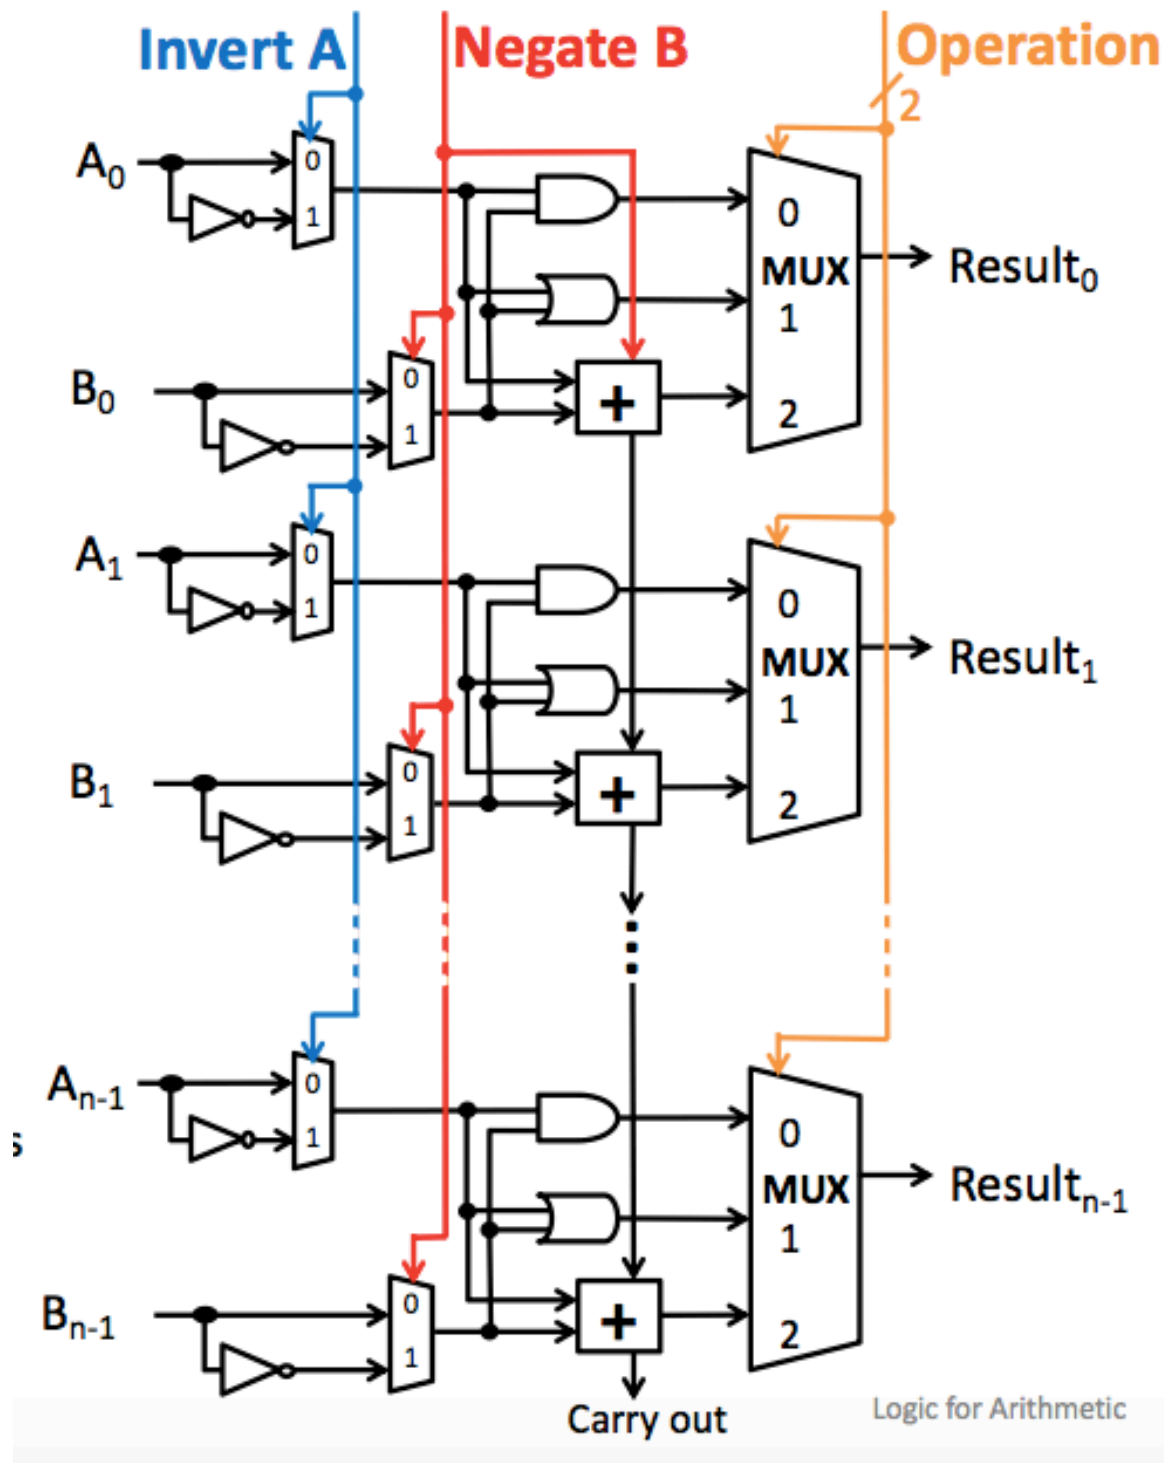 Invert A
Negate B
Operation
2
A0
0
1
0
MUX
1
2
Result0
B0
0
1
+
A1
0
1
0
MUX
1
2
Result1
B1
0
1
+
An-1
0
1
s
0
MUX
1
2
Resultn-1
Bn-1
0
1
+
Carry out
Logic for Arithmetic